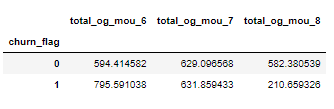 total_og_mou_6 total_og_mou_7 total_og_mou_8
churn_flag
0 594.414582 629.096568 582.380539
1 795.591038 631.859433 210.659326